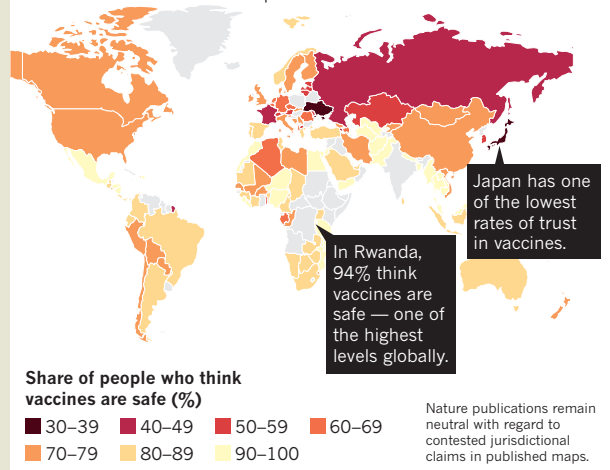 Japan has one
of the lowest
rates of trust
in vaccines.
In Rwanda,
94% think
vaccines are
safe — one of
the highest
levels globally.
Share of people who think
vaccines are safe (%)
30–39 40–49 50–59 60–69
70–79 80–89 90–100
Nature publications remain
neutral with regard to
contested jurisdictional
claims in published maps.